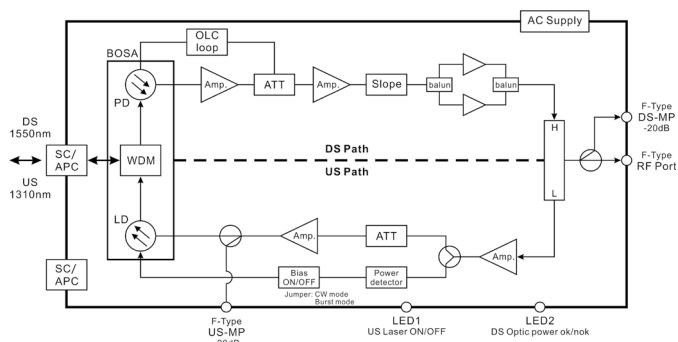 AC Supply
OLC
loop
BOSA
PD
Amp.
ATT
Amp.
Slope
balun
balun
H
F-Type
DS-MP
-20dB
DS
1550nm
SC/
APC
WDM
DS Path
US Path
F-Type
RF Port
US
1310nm
L
LD
Amp.
ATT
Amp.
SC/
APC
Bias
ON/OFF
Power
detector
Jumper: CW mode
Burst mode
F-Type
US-MP
-20dB
LED1
US Laser ON/OFF
LED2
DS Optic power ok/nok